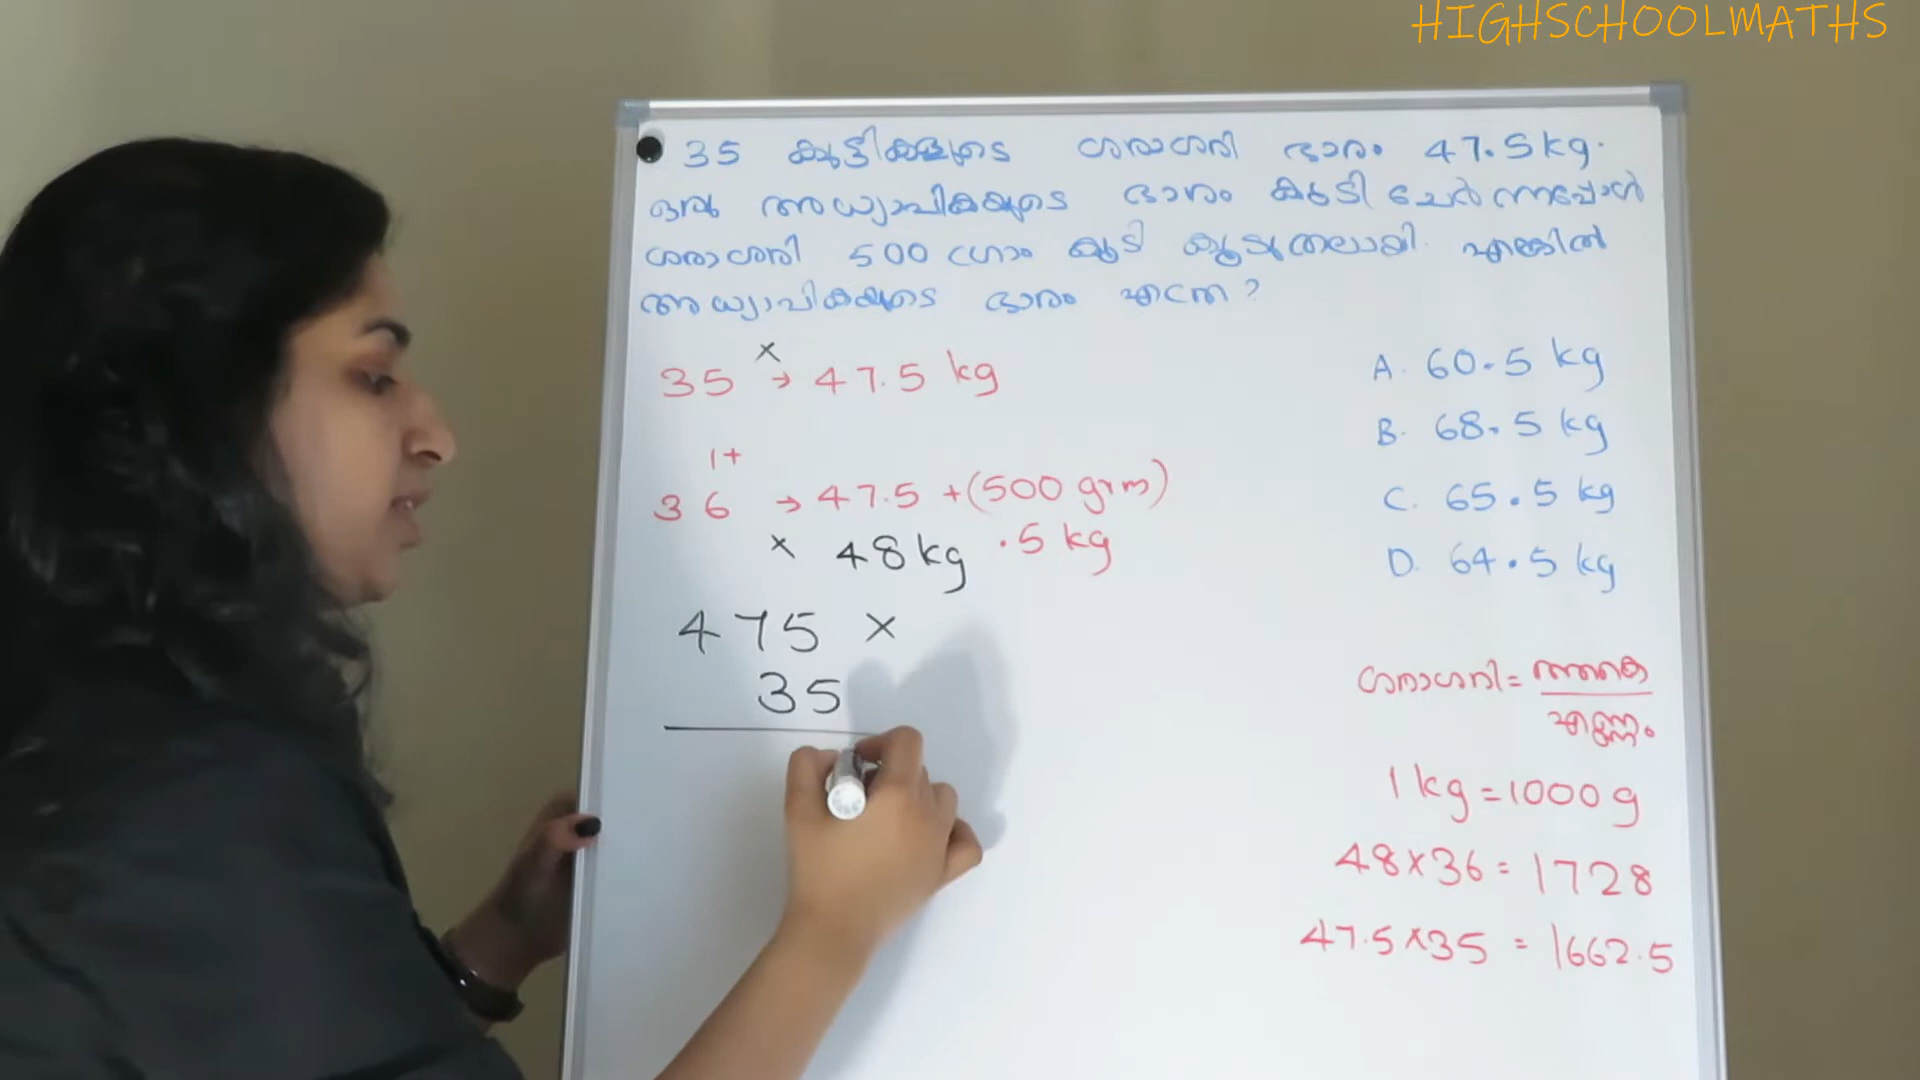 HIGHSCHOOLMATHS
35 കുട്ടികളുടെ ശരാശരി ഭാരം 47.5kg.
ഒരു അധ്യാപികയുടെ ഭാരം കൂടി ചേർന്നപ്പോൾ
ശരാശരി 500 ഗ്രാം കൂടി കൂടുതലായി. എങ്കിൽ
അധ്യാപികയുടെ ഭാരം എത്ര?
×
35 → 47.5 kg
1+
36 → 47.5 + (500 grm)
× 48kg .5 kg
475 ×
35
A. 60.5 kg
B. 68.5 kg
C. 65.5 kg
D. 64.5 kg
ശരാശരി = തുക
എണ്ണം
1 kg = 1000 g
48×36 = 1728
47.5×35 = 1662.5